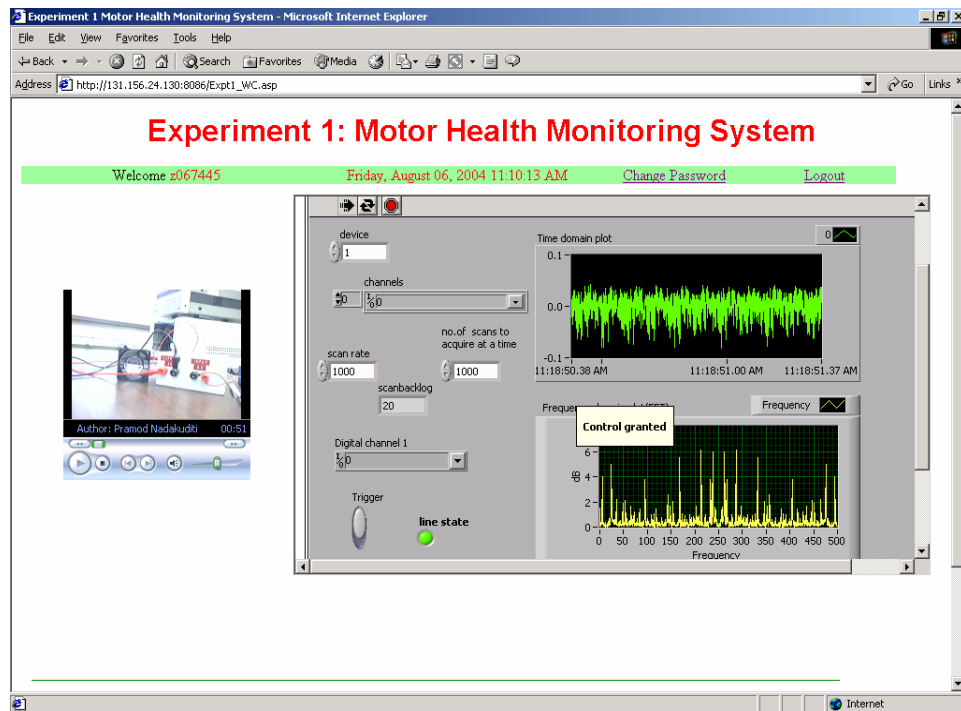 Experiment 1 Motor Health Monitoring System - Microsoft Internet Explorer
File Edit View Favorites Tools Help
Back Search Favorites Media
Address http://131.156.24.130:8086/Expt1_WC.asp Go Links
Experiment 1: Motor Health Monitoring System
Welcome z067445 Friday, August 06, 2004 11:10:13 AM Change Password Logout
device
1
channels
0 0
no.of scans to
acquire at a time
scan rate
1000 1000
scanbacklog
20
Digital channel 1
0
Trigger
line state
Time domain plot 0
0.1
0.0
-0.1
11:18:50.38 AM 11:18:51.00 AM 11:18:51.37 AM
Frequency
Control granted
dB
6
4
2
0
0 50 100 150 200 250 300 350 400 450 500
Frequency
Author: Pramod Nadakuditi 00:51
Internet